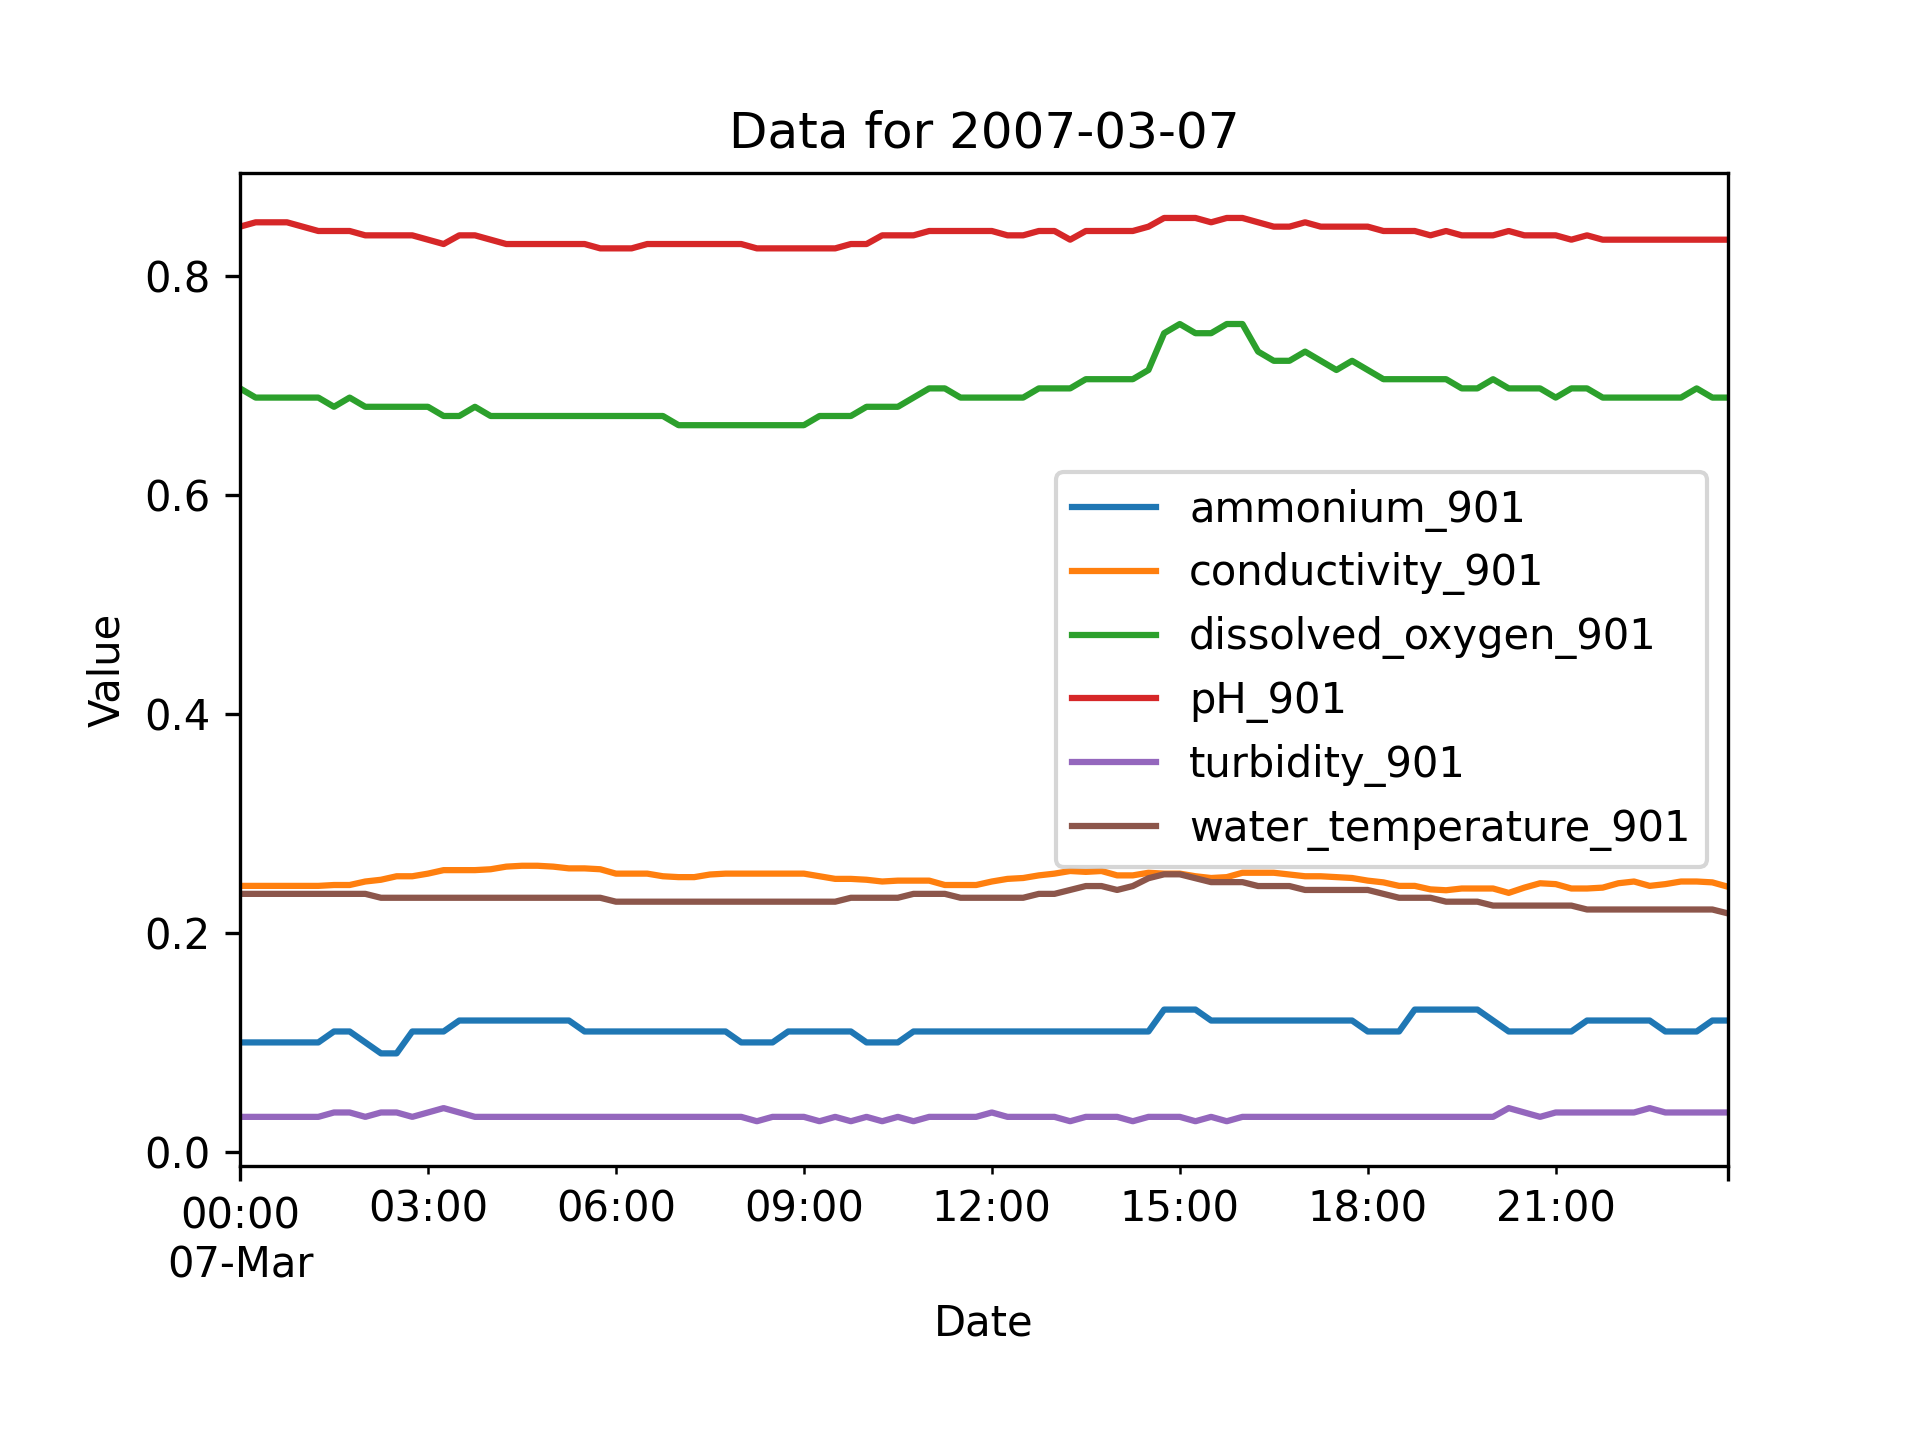 Data for 2007-03-07
Value
0.8
0.6
0.4
0.2
0.0
ammonium_901
conductivity_901
dissolved_oxygen_901
pH_901
turbidity_901
water_temperature_901
00:00 03:00 06:00 09:00 12:00 15:00 18:00 21:00
07-Mar
Date